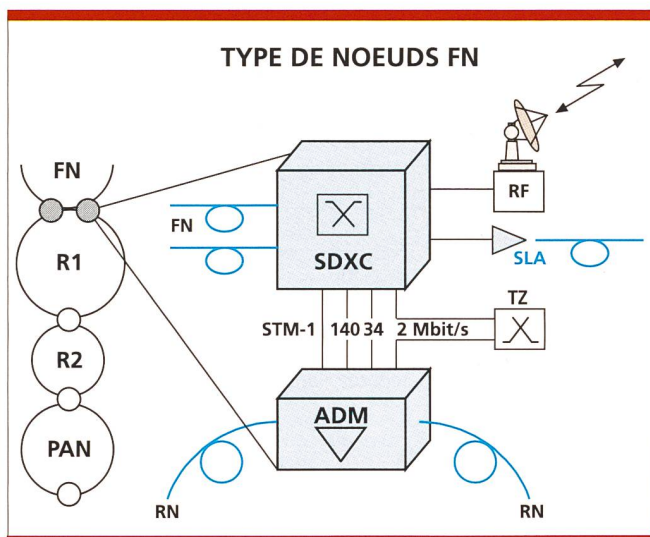 TYPE DE NOEUDS FN
FN
R1
R2
PAN
FN
SDXC
RF
SLA
STM-1 140 34 2 Mbit/s
TZ
ADM
RN
RN